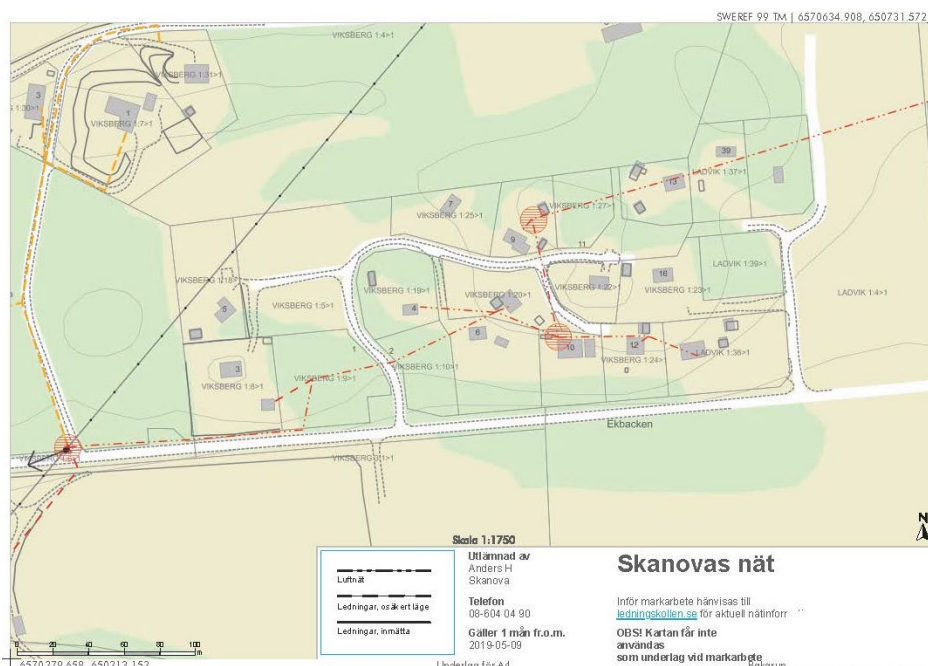 SWEREF 99 TM | 6570634.908, 650731.572
VIKSBERG 1:4>1
VIKSBERG 1:31>1
3
1:30>1
1
VIKSBERG 1:7>1
39
13
LADVIK 1:37>1
7
VIKSBERG 1:25>1
VIKSBERG 1:27>1
9
11
LADVIK 1:39>1
VIKSBERG 1:18>
VIKSBERG 1:19>1
VIKSBERG 1:20>1
VIKSBERG 1:22>1
16
VIKSBERG 1:23>1
LADVIK 1:4>1
5
VIKSBERG 1:5>1
4
6
10
12
1
2
VIKSBERG 1:24>1
LADVIK 1:36>1
3
VIKSBERG 1:8>1
VIKSBERG 1:9>1
VIKSBERG 1:10>1
Ekbacken
N
Skala 1:1750
Luftnät
Ledningar, osäkert läge
Ledningar, inmätta
Utlämnad av
Anders H
Skanova
Telefon
08-604 04 90
Gäller 1 mån fr.o.m.
2019-05-09
Skanovas nät
Inför markarbete hänvisas till
ledningskollen.se för aktuell nätinforr
OBS! Kartan får inte
användas
som underlag vid markarbete
0 20 40 60 80 100
m
6570279.658, 650213.152
Underlag för A4